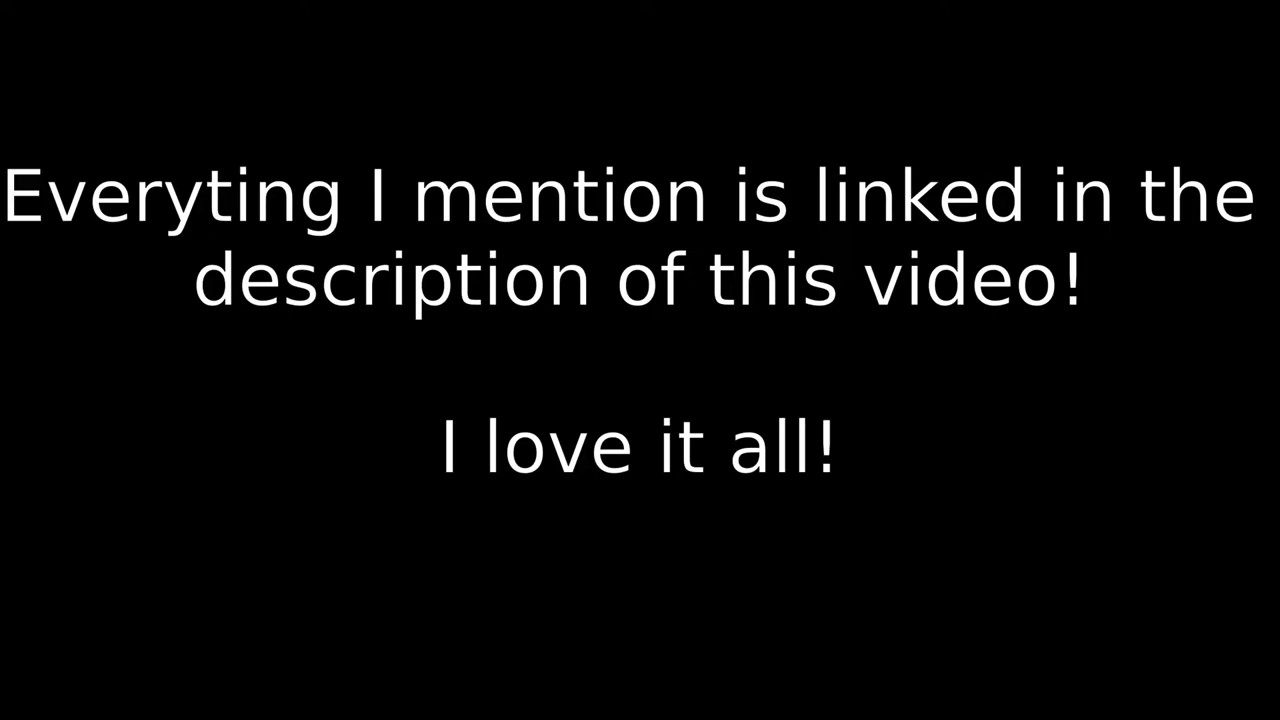 Everyting I mention is linked in the
description of this video!
I love it all!